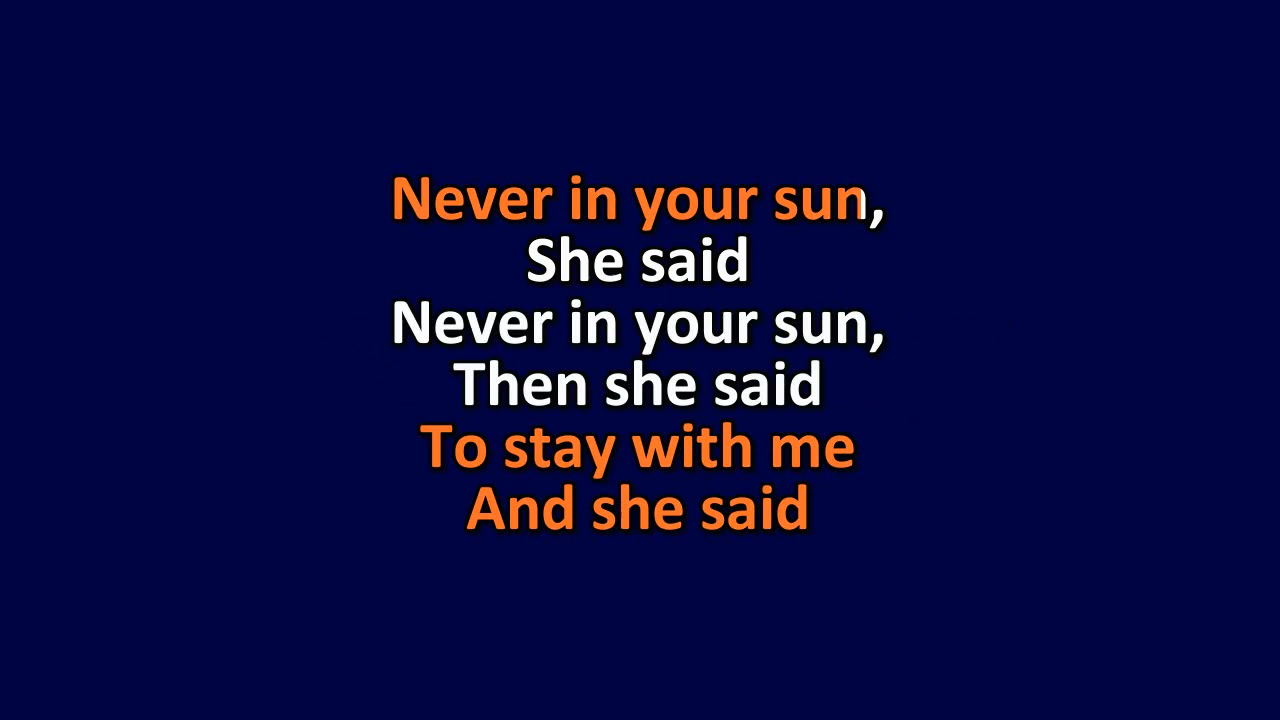 Never in your sun,
She said
Never in your sun,
Then she said
To stay with me
And she said